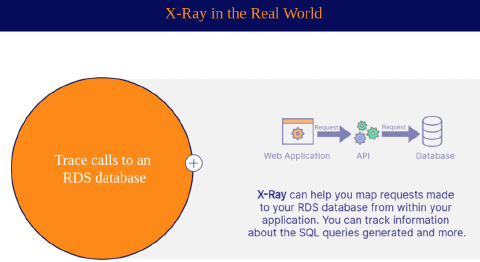 X-Ray in the Real World
Trace calls to an
RDS database
Request
Request
Web Application
API
Database
X-Ray can help you map requests made
to your RDS database from within your
application. You can track information
about the SQL queries generated and more.